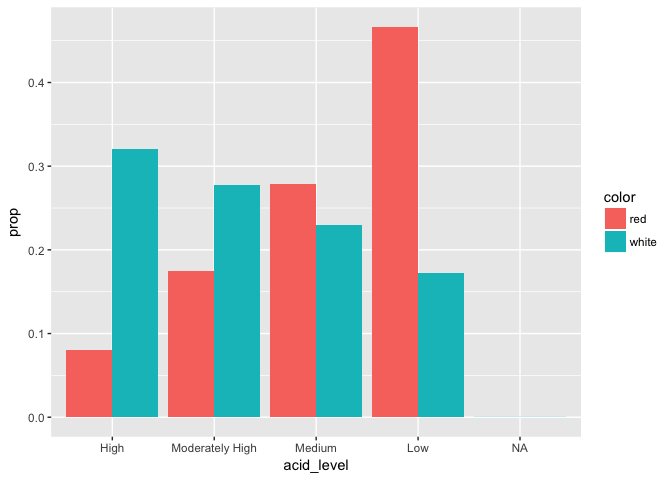 prop
0.4
0.3
0.2
0.1
0.0
High Moderately High Medium Low NA
acid_level
color
red
white